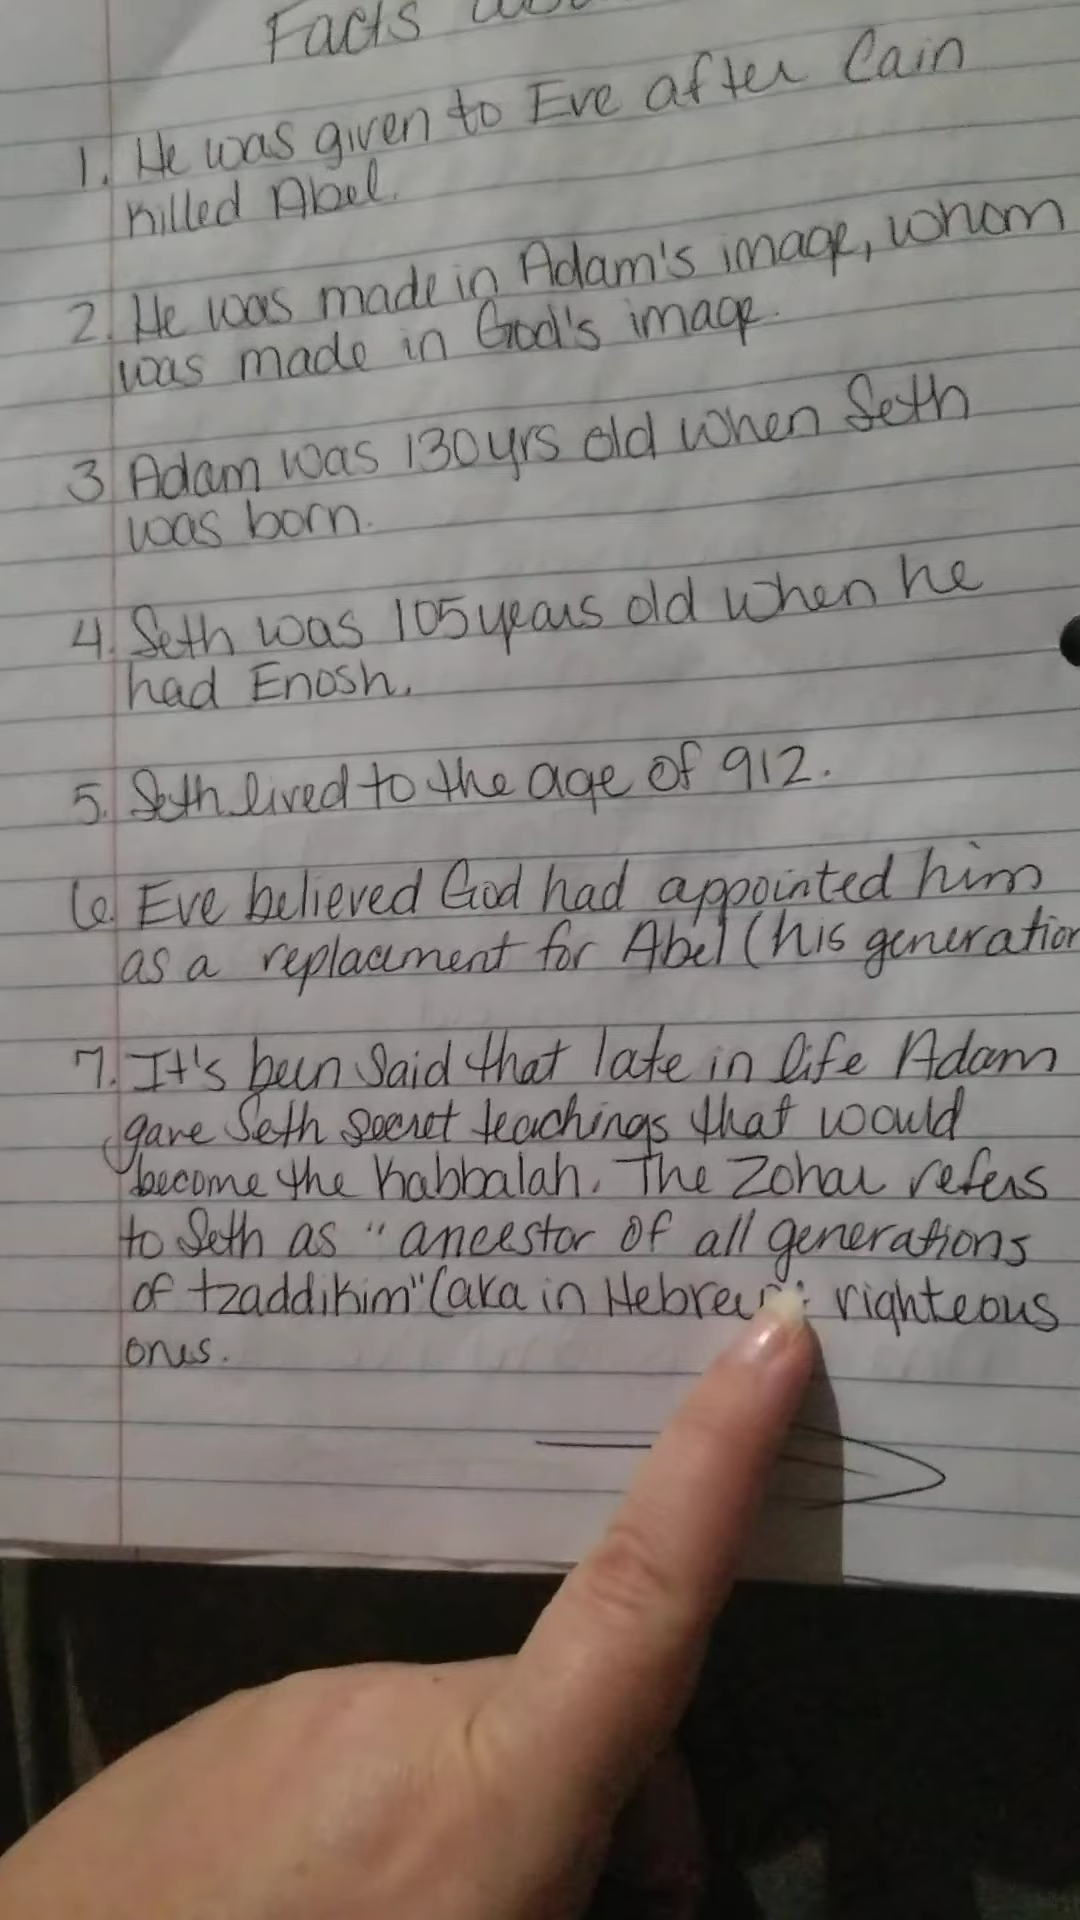 Facts
1. He was given to Eve after Cain
killed Abel.
2. He was made in Adam's image, whom
was made in God's image.
3 Adam was 130yrs old when Seth
was born.
4. Seth was 105 years old when he
had Enosh.
5. Seth lived to the age of 912.
6. Eve believed God had appointed him
as a replacement for Abel (his generation
7. It's been said that late in life Adam
gave Seth secret teachings that would
become the Kabbalah. The Zohar refers
to Seth as "ancestor of all generations
of tzaddikim" (aka in Hebrew: righteous
ones.